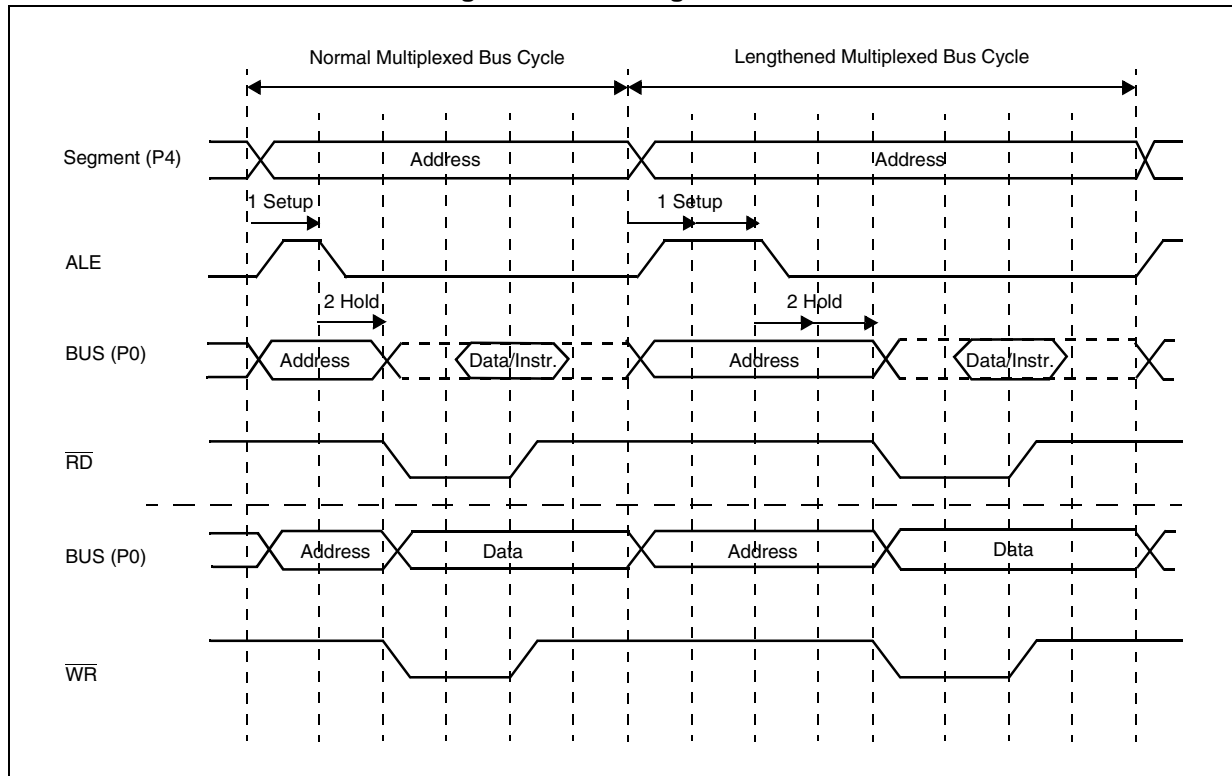 Normal Multiplexed Bus Cycle Lengthened Multiplexed Bus Cycle
Segment (P4) Address Address
1 Setup 1 Setup
ALE
2 Hold 2 Hold
BUS (P0) Address Data/Instr. Address Data/Instr.
RD
BUS (P0) Address Data Address Data
WR